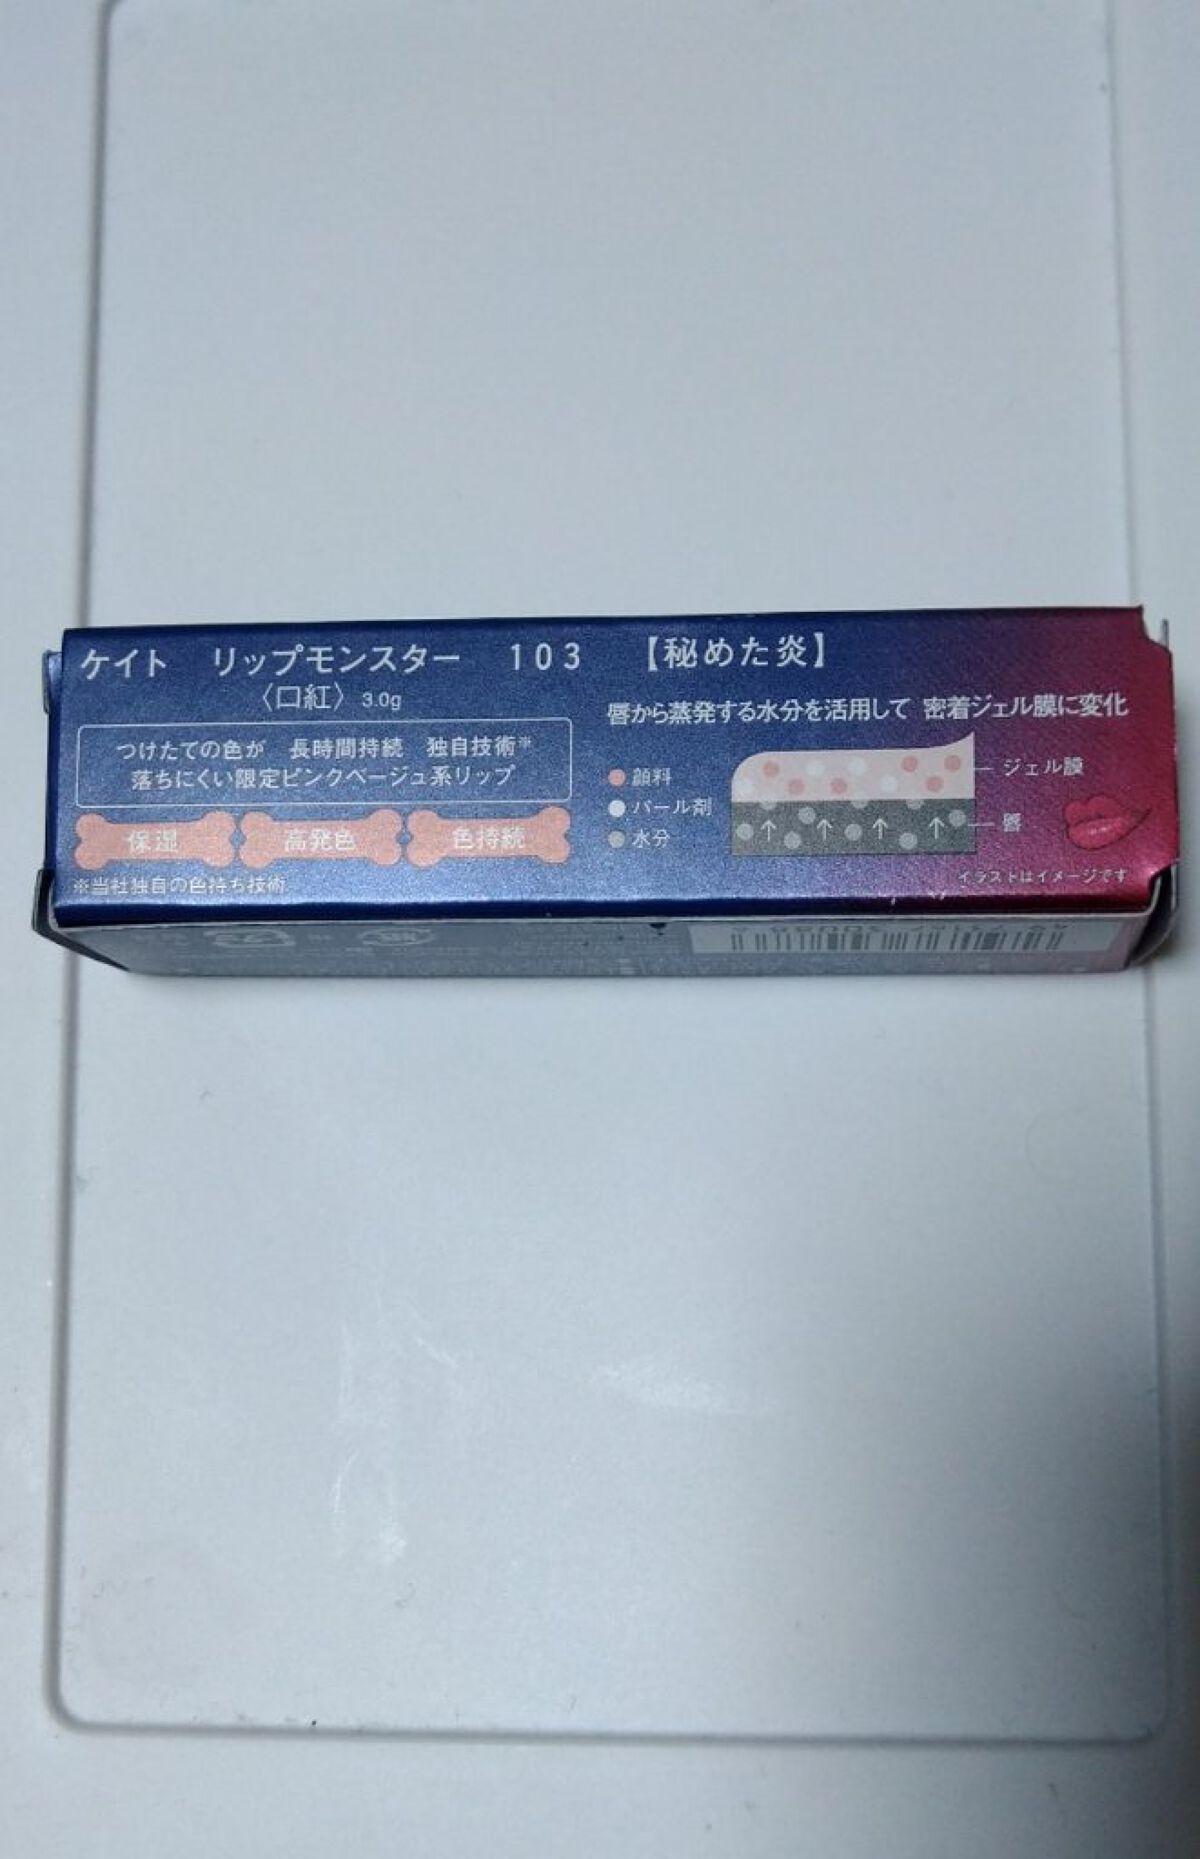 ケイト　リップモンスター　103　【秘めた炎】
〈口紅〉3.0g
つけたての色が　長時間持続　独自技術※
落ちにくい限定ピンクベージュ系リップ
保湿　高発色　色持続
※当社独自の色持ち技術
唇から蒸発する水分を活用して 密着ジェル膜に変化
顔料
パール剤
水分
ジェル膜
唇
イラストはイメージです